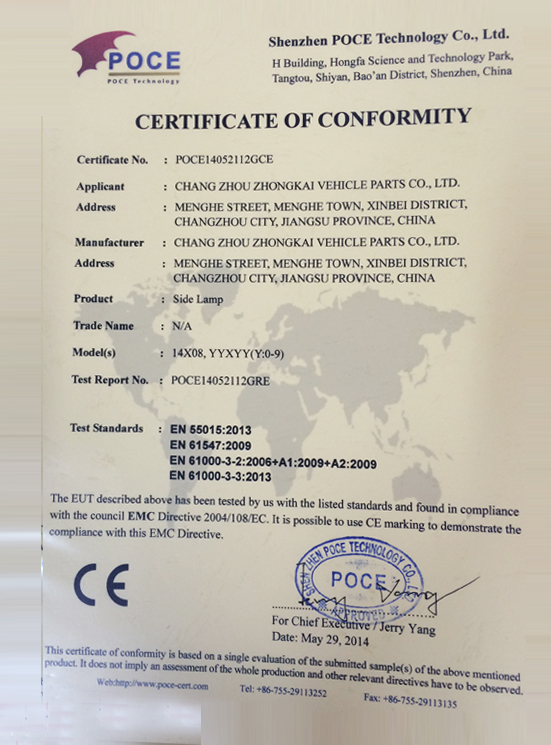 POCE
POCE Technology
Shenzhen POCE Technology Co., Ltd.
H Building, Hongfa Science and Technology Park,
Tangtou, Shiyan, Bao'an District, Shenzhen, China
CERTIFICATE OF CONFORMITY
Certificate No. : POCE14052112GCE
Applicant : CHANG ZHOU ZHONGKAI VEHICLE PARTS CO., LTD.
Address : MENGHE STREET, MENGHE TOWN, XINBEI DISTRICT,
CHANGZHOU CITY, JIANGSU PROVINCE, CHINA
Manufacturer : CHANG ZHOU ZHONGKAI VEHICLE PARTS CO., LTD.
Address : MENGHE STREET, MENGHE TOWN, XINBEI DISTRICT,
CHANGZHOU CITY, JIANGSU PROVINCE, CHINA
Product : Side Lamp
Trade Name : N/A
Model(s) : 14X08, YYXYY(Y:0-9)
Test Report No. : POCE14052112GRE
Test Standards : EN 55015:2013
EN 61547:2009
EN 61000-3-2:2006+A1:2009+A2:2009
EN 61000-3-3:2013
The EUT described above has been tested by us with the listed standards and found in compliance
with the council EMC Directive 2004/108/EC. It is possible to use CE marking to demonstrate the
compliance with this EMC Directive.
CE
SHENZHEN POCE TECHNOLOGY CO., LTD
POCE
APPROVED
For Chief Executive / Jerry Yang
Date: May 29, 2014
This certificate of conformity is based on a single evaluation of the submitted sample(s) of the above mentioned
product. It does not imply an assessment of the whole production and other relevant directives have to be observed.
Web:http://www.poce-cert.com Tel: +86-755-29113252 Fax: +86-755-29113135